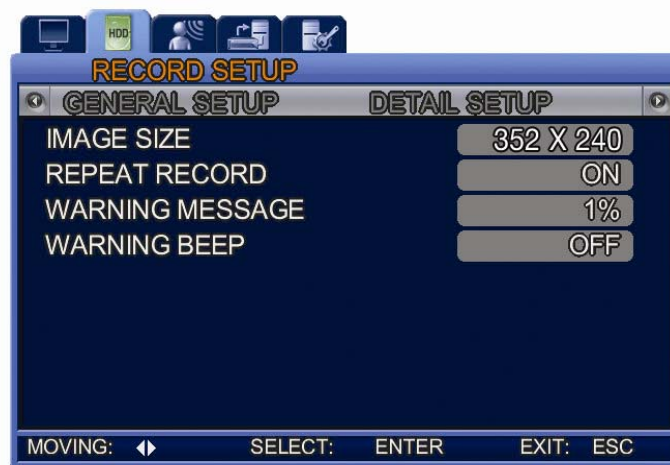 HDD
RECORD SETUP
GENERAL SETUP DETAIL SETUP
IMAGE SIZE 352 X 240
REPEAT RECORD ON
WARNING MESSAGE 1%
WARNING BEEP OFF
MOVING: SELECT: ENTER EXIT: ESC